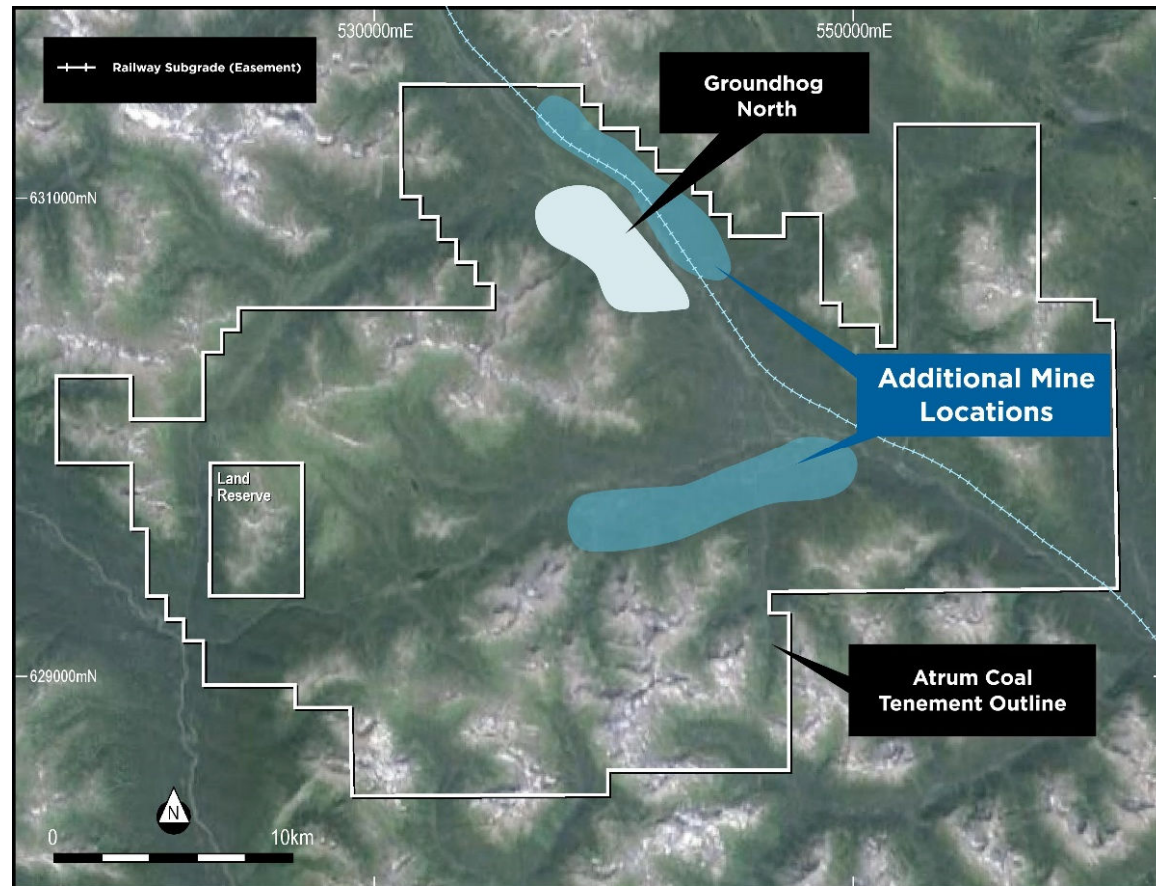 530000mE
550000mE
Railway Subgrade (Easement)
Groundhog
North
631000mN
Additional Mine
Locations
Land
Reserve
629000mN
Atrum Coal
Tenement Outline
N
0
10km